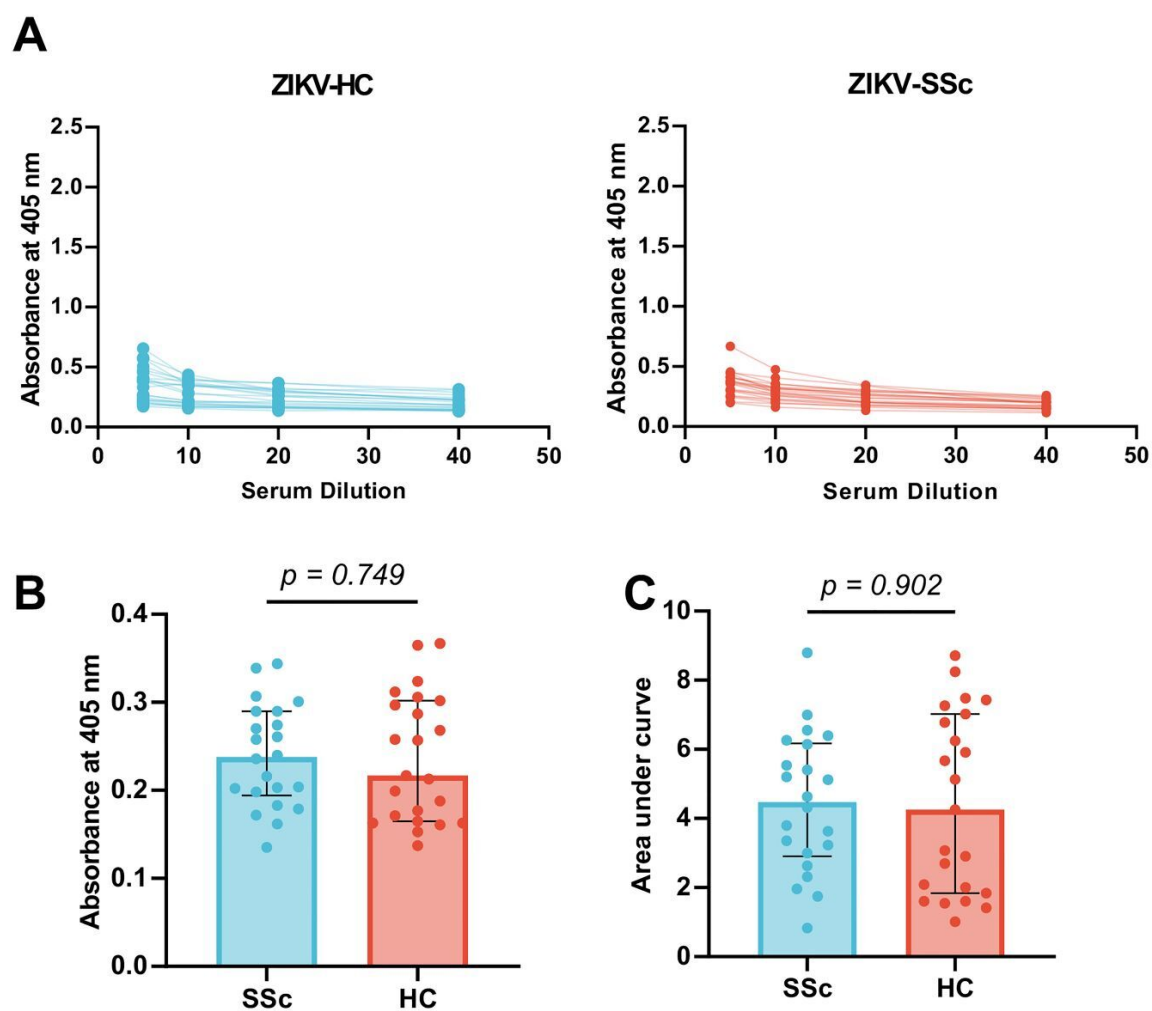 A
ZIKV-HC
Absorbance at 405 nm
2.5
2.0
1.5
1.0
0.5
0.0
0 10 20 30 40 50
Serum Dilution
ZIKV-SSc
Absorbance at 405 nm
2.5
2.0
1.5
1.0
0.5
0.0
0 10 20 30 40 50
Serum Dilution
B
p = 0.749
Absorbance at 405 nm
0.4
0.3
0.2
0.1
0.0
SSc HC
C
p = 0.902
Area under curve
10
8
6
4
2
0
SSc HC